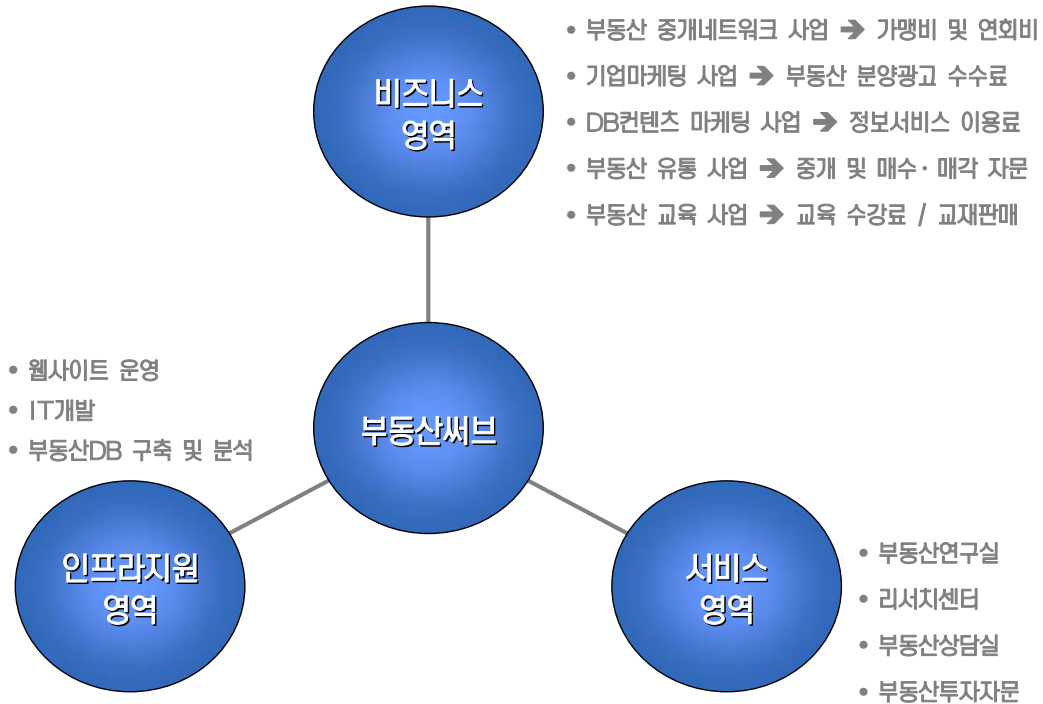 비즈니스
영역
• 부동산 중개네트워크 사업 ➔ 가맹비 및 연회비
• 기업마케팅 사업 ➔ 부동산 분양광고 수수료
• DB컨텐츠 마케팅 사업 ➔ 정보서비스 이용료
• 부동산 유통 사업 ➔ 중개 및 매수· 매각 자문
• 부동산 교육 사업 ➔ 교육 수강료 / 교재판매
부동산써브
• 웹사이트 운영
• IT개발
• 부동산DB 구축 및 분석
인프라지원
영역
서비스
영역
• 부동산연구실
• 리서치센터
• 부동산상담실
• 부동산투자자문